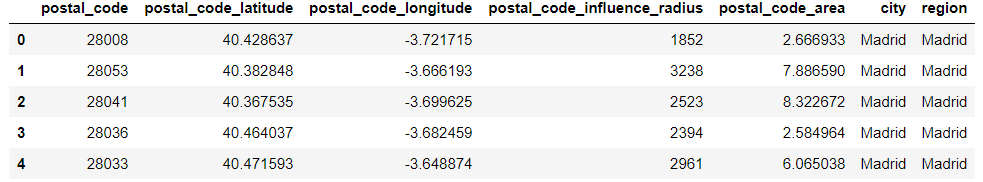 postal_code postal_code_latitude postal_code_longitude postal_code_influence_radius postal_code_area city region
0 28008 40.428637 -3.721715 1852 2.666933 Madrid Madrid
1 28053 40.382848 -3.666193 3238 7.886590 Madrid Madrid
2 28041 40.367535 -3.699625 2523 8.322672 Madrid Madrid
3 28036 40.464037 -3.682459 2394 2.584964 Madrid Madrid
4 28033 40.471593 -3.648874 2961 6.065038 Madrid Madrid